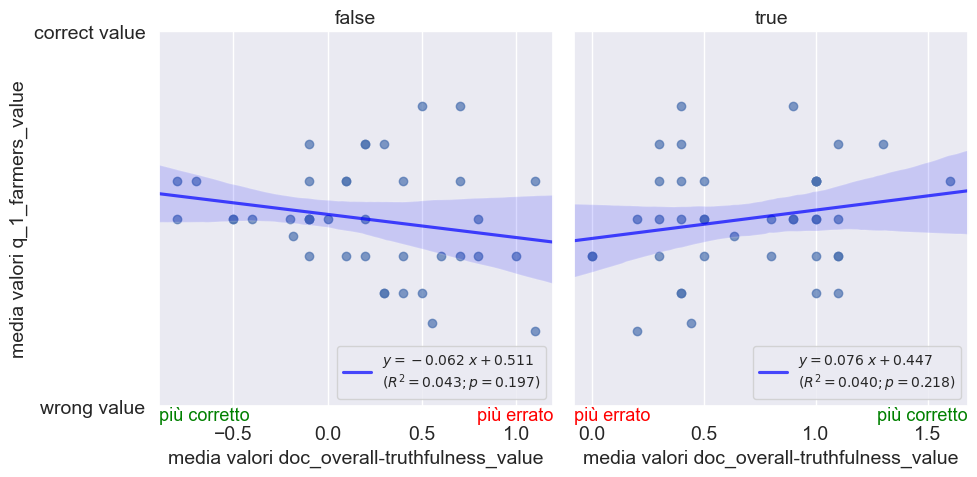 false
true
correct value
media valori q_1_farmers_value
wrong value
y = −0.062 x + 0.511
(R² = 0.043; p = 0.197)
y = 0.076 x + 0.447
(R² = 0.040; p = 0.218)
più corretto
più errato
più errato
più corretto
−0.5
0.0
0.5
1.0
0.0
0.5
1.0
1.5
media valori doc_overall-truthfulness_value
media valori doc_overall-truthfulness_value